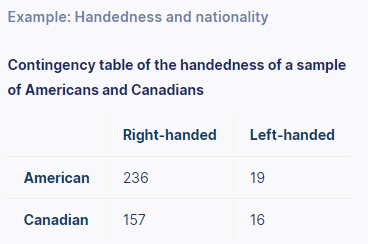 Example: Handedness and nationality
Contingency table of the handedness of a sample
of Americans and Canadians
Right-handed Left-handed
American 236 19
Canadian 157 16